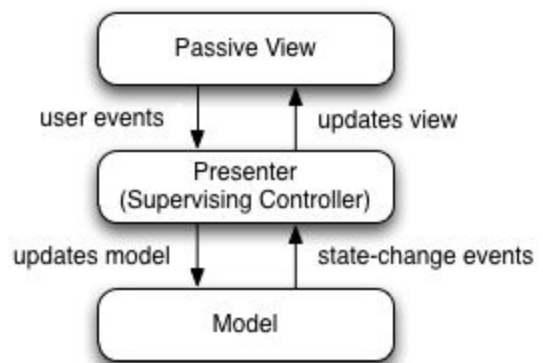 Passive View
user events
updates view
Presenter
(Supervising Controller)
updates model
state-change events
Model